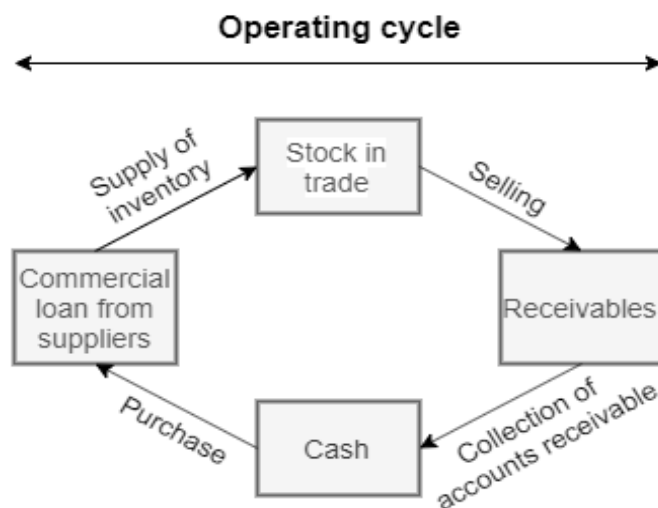 Operating cycle
Supply of
inventory
Stock in
trade
Selling
Commercial
loan from
suppliers
Receivables
Purchase
Cash
Collection of
accounts receivable